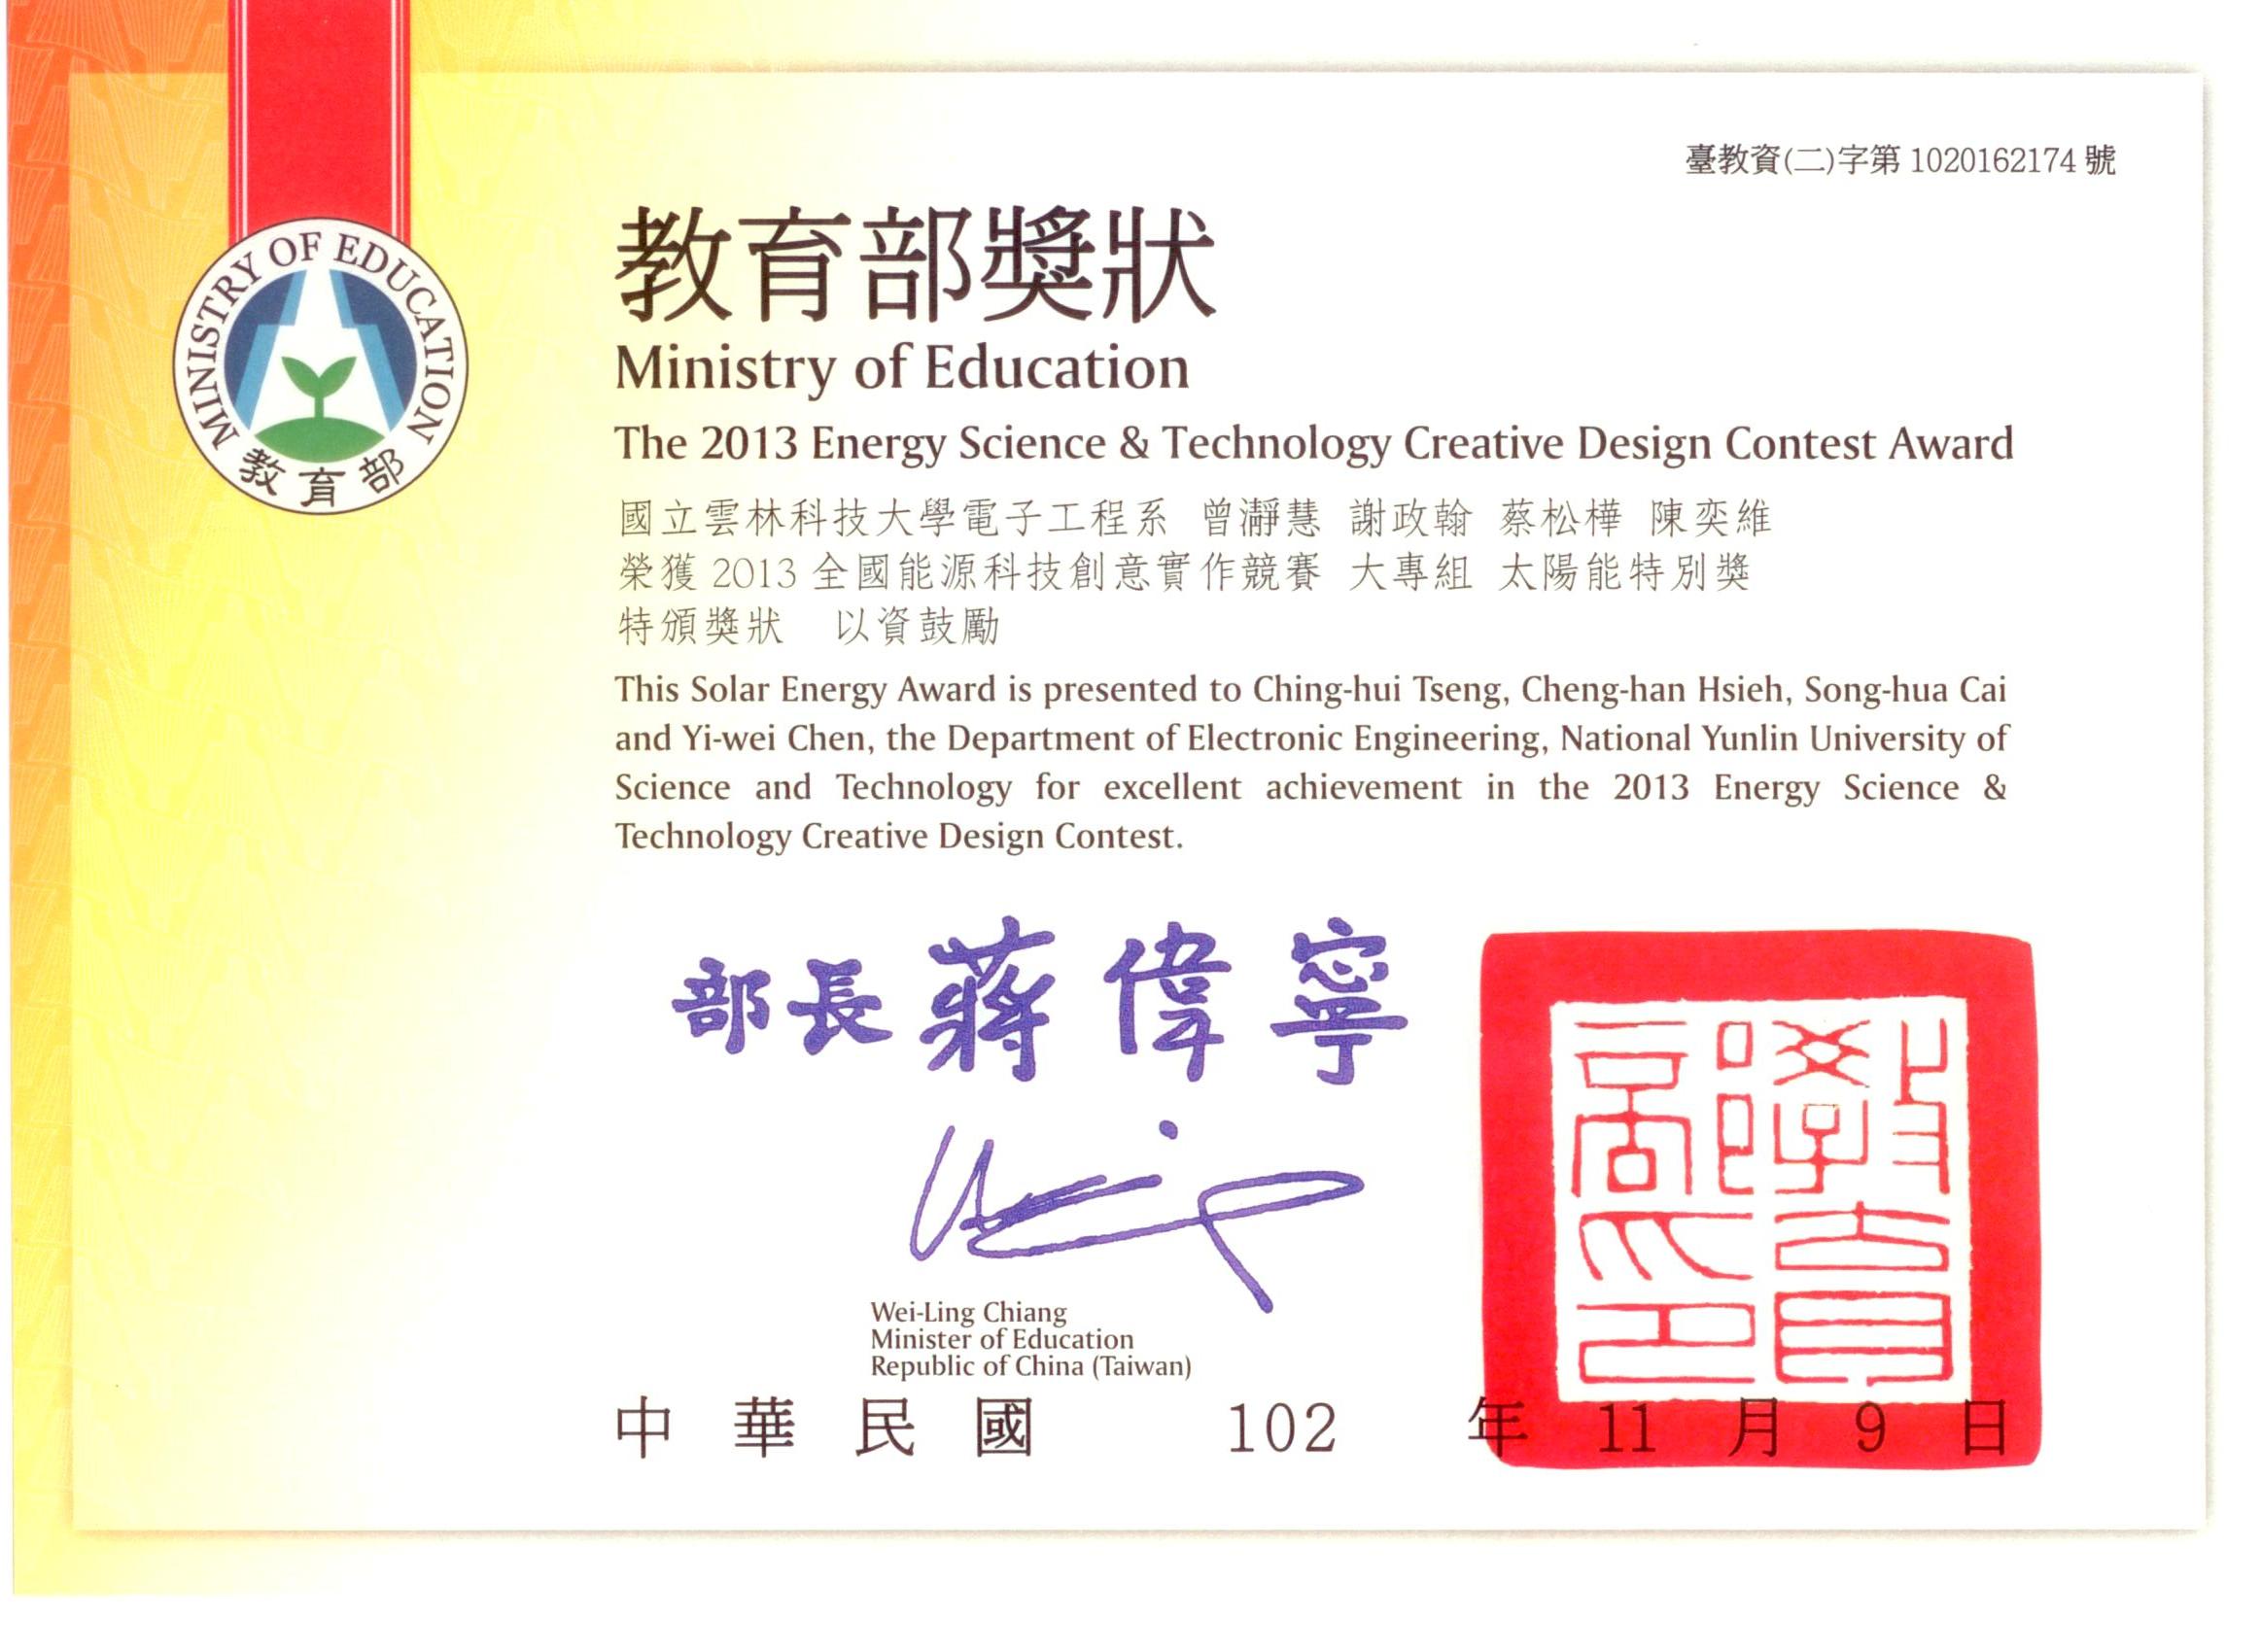 臺教資(二)字第 1020162174 號
MINISTRY OF EDUCATION
教育部
教育部獎狀
Ministry of Education
The 2013 Energy Science & Technology Creative Design Contest Award
國立雲林科技大學電子工程系 曾瀞慧 謝政翰 蔡松樺 陳奕維
榮獲 2013 全國能源科技創意實作競賽 大專組 太陽能特別獎
特頒獎狀 以資鼓勵
This Solar Energy Award is presented to Ching-hui Tseng, Cheng-han Hsieh, Song-hua Cai
and Yi-wei Chen, the Department of Electronic Engineering, National Yunlin University of
Science and Technology for excellent achievement in the 2013 Energy Science &
Technology Creative Design Contest.
部長 蔣偉寧
Wei-Ling Chiang
Minister of Education
Republic of China (Taiwan)
教育部印
中華民國 102 年 11 月 9 日